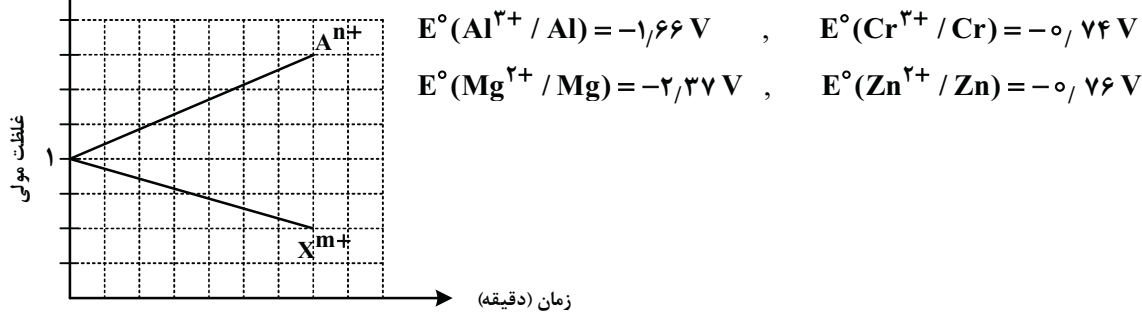 E°(Al³⁺ / Al) = −۱/۶۶ V , E°(Cr³⁺ / Cr) = −۰/۷۴ V
E°(Mg²⁺ / Mg) = −۲/۳۷ V , E°(Zn²⁺ / Zn) = −۰/۷۶ V
Aⁿ⁺
غلظت مولی
۱
Xᵐ⁺
زمان (دقیقه)